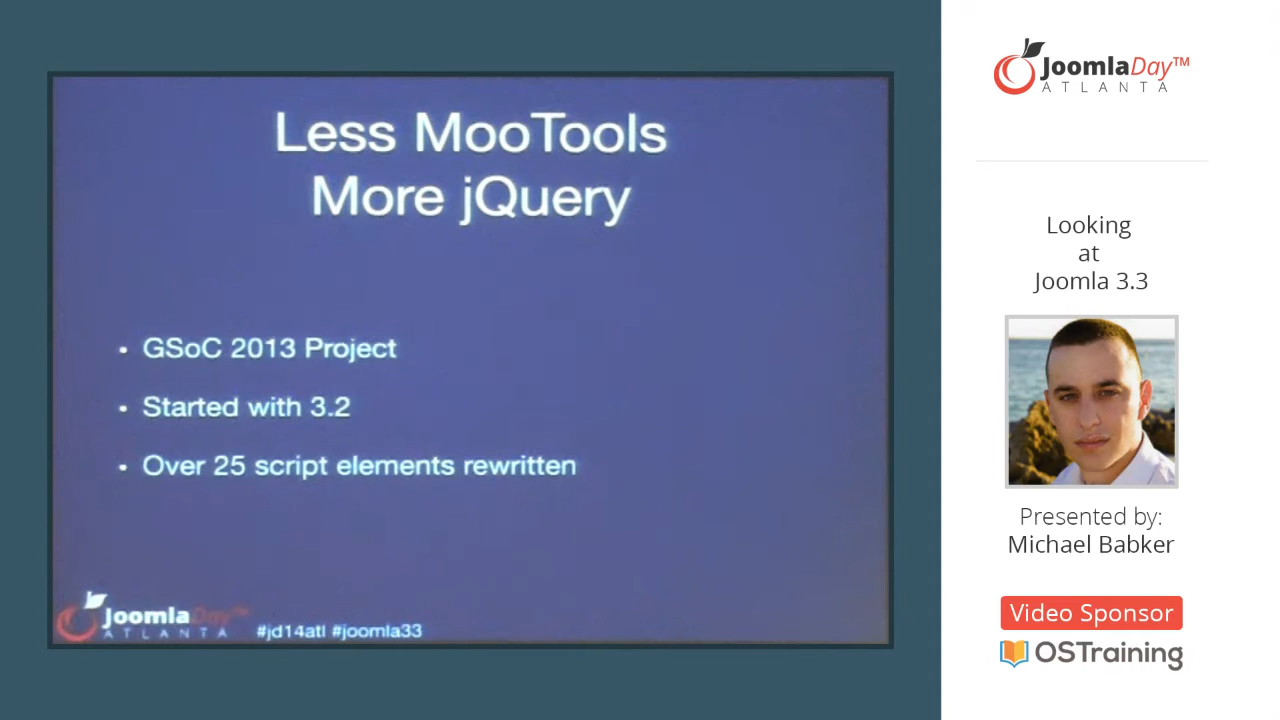 Less MooTools
More jQuery
• GSoC 2013 Project
• Started with 3.2
• Over 25 script elements rewritten
Joomla Day™
ATLANTA
#jd14atl #joomla33
JoomlaDay™
ATLANTA
Looking
at
Joomla 3.3
Presented by:
Michael Babker
Video Sponsor
OSTraining